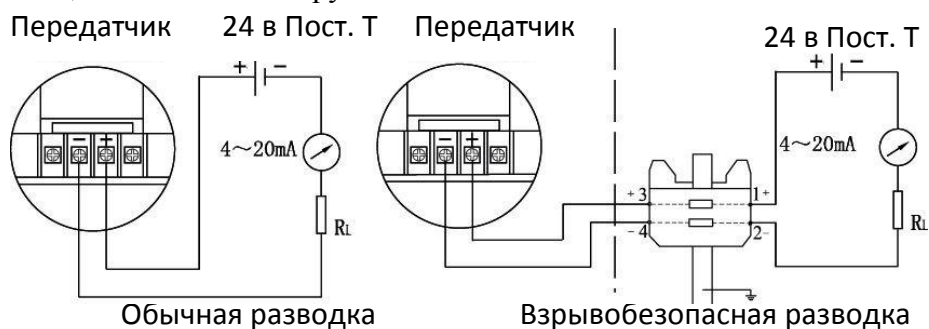 Передатчик 24 в Пост. Т Передатчик
24 в Пост. Т
+ − + −
− + − +
4～20mA 4～20mA
+3 1+
-4 2-
RL RL
Обычная разводка Взрывобезопасная разводка